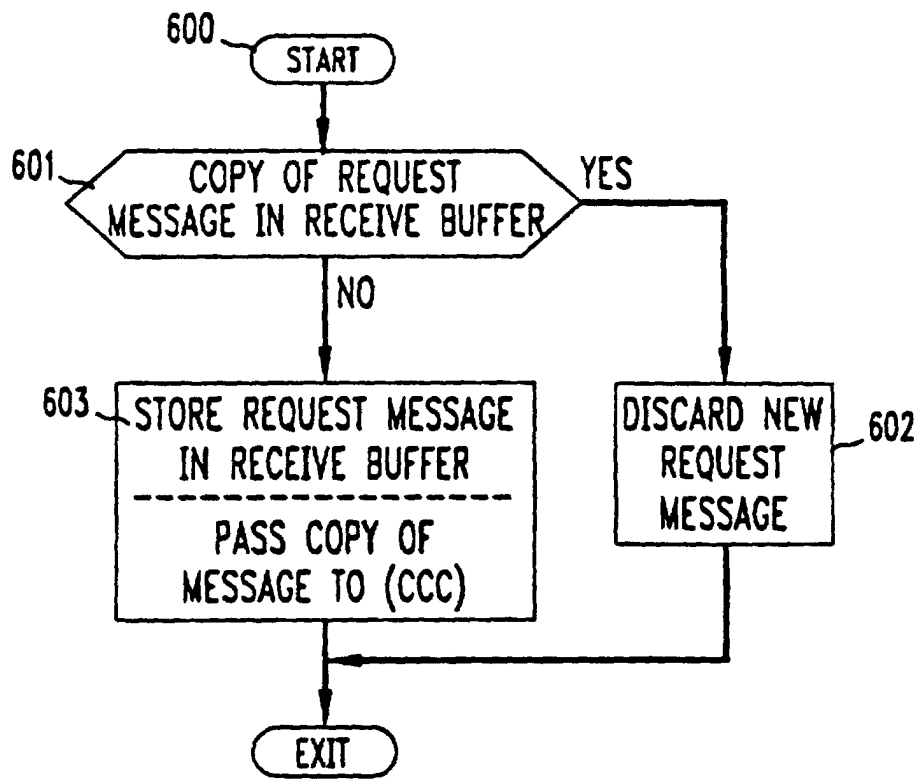 600
START
601
COPY OF REQUEST
MESSAGE IN RECEIVE BUFFER
YES
NO
603
STORE REQUEST MESSAGE
IN RECEIVE BUFFER
PASS COPY OF
MESSAGE TO (CCC)
DISCARD NEW
REQUEST
MESSAGE
602
EXIT